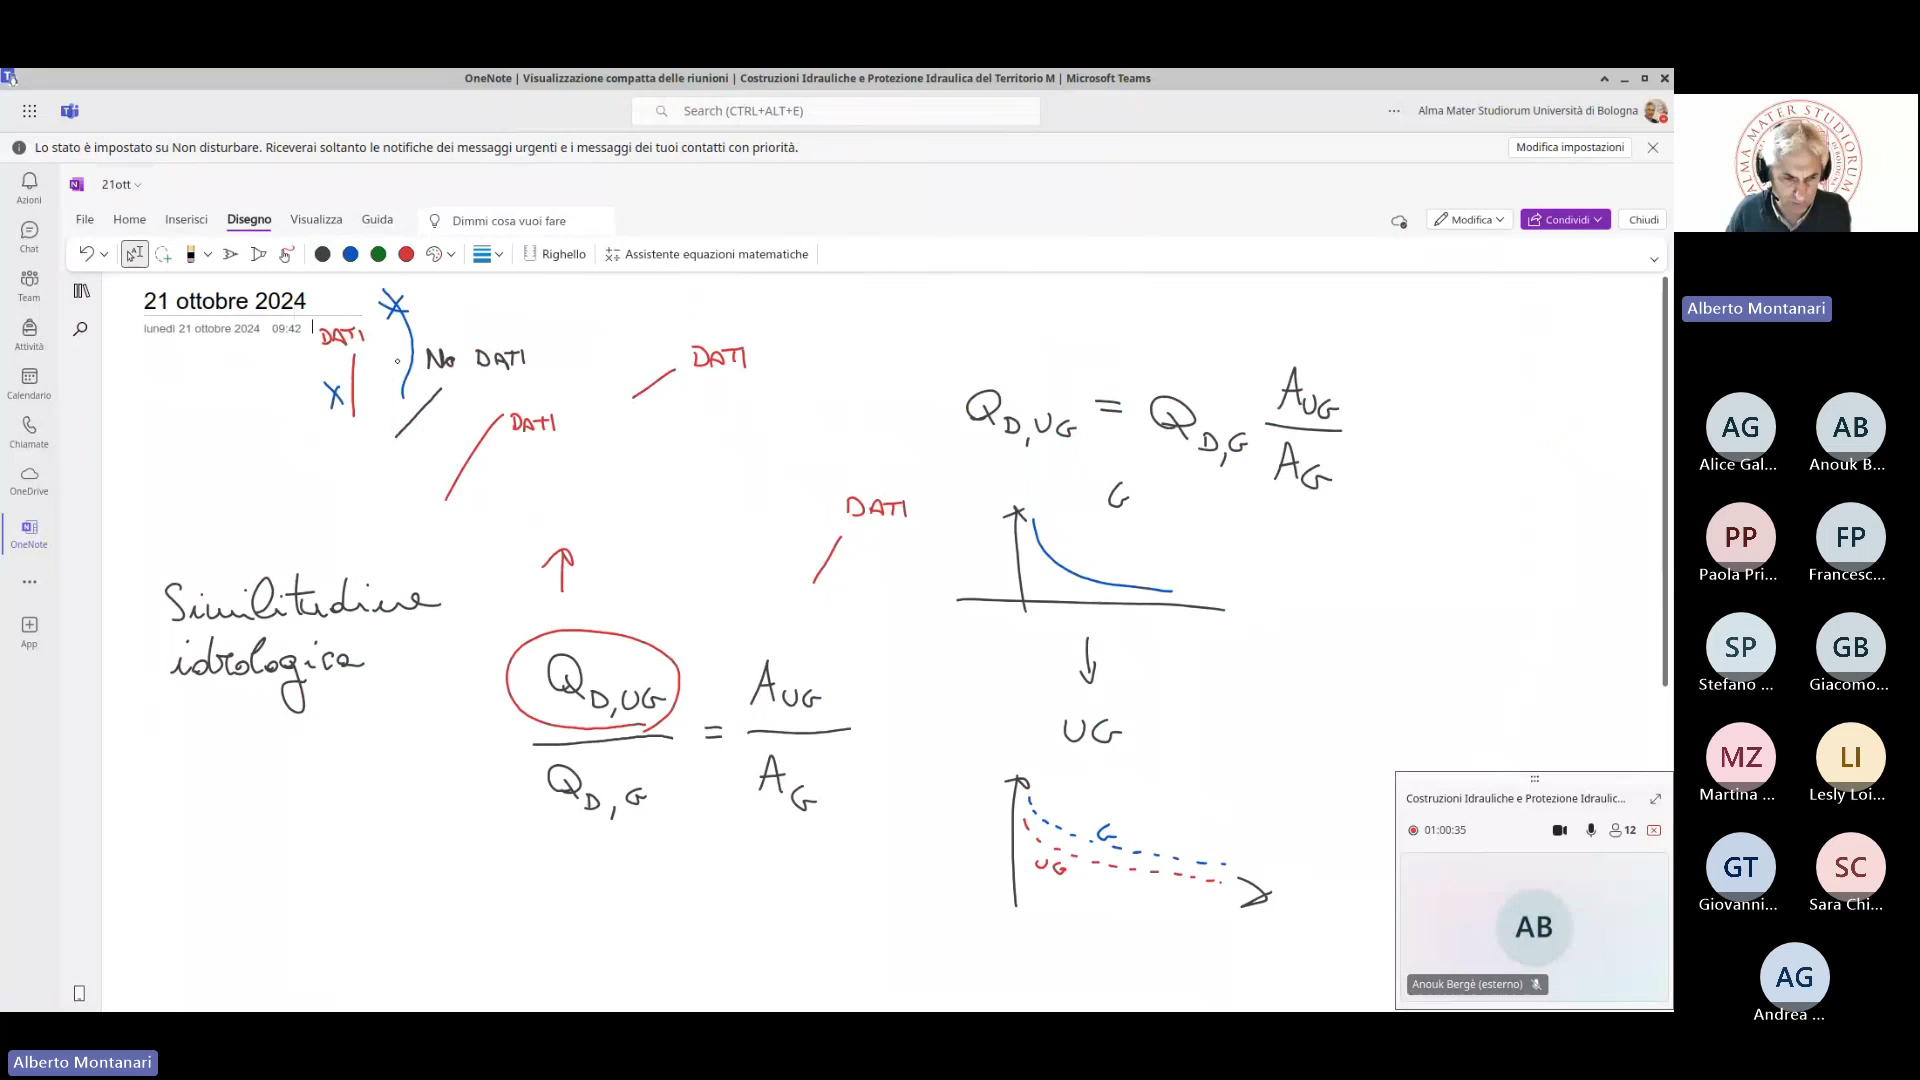 OneNote | Visualizzazione compatta delle riunioni | Costruzioni Idrauliche e Protezione Idraulica del Territorio M | Microsoft Teams
Search (CTRL+ALT+E)
Alma Mater Studiorum Università di Bologna
Lo stato è impostato su Non disturbare. Riceverai soltanto le notifiche dei messaggi urgenti e i messaggi dei tuoi contatti con priorità.
Modifica impostazioni
Azioni
Chat
Team
Attività
Calendario
Chiamate
OneDrive
OneNote
App
21ott
File Home Inserisci Disegno Visualizza Guida
Dimmi cosa vuoi fare
Modifica
Condividi
Chiudi
Righello
Assistente equazioni matematiche
21 ottobre 2024
lunedì 21 ottobre 2024 09:42
DATI
No DATI
DATI
DATI
DATI
Similitudine
idrologica
Q D,UG / Q D,G = A UG / A G
Q D,UG = Q D,G A UG / A G
G
UG
G
UG
Costruzioni Idrauliche e Protezione Idraulic...
01:00:35
12
AB
Anouk Bergè (esterno)
ALMA MATER STUDIORUM
Alberto Montanari
AG
Alice Gal...
AB
Anouk B...
PP
Paola Pri...
FP
Francesc...
SP
Stefano ...
GB
Giacomo...
MZ
Martina ...
LI
Lesly Loi...
GT
Giovanni...
SC
Sara Chi...
AG
Andrea ...
Alberto Montanari